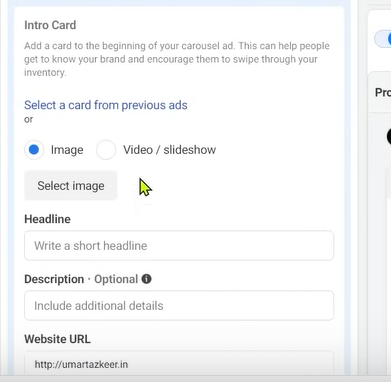 Intro Card
Add a card to the beginning of your carousel ad. This can help people
get to know your brand and encourage them to swipe through your
inventory.
Select a card from previous ads
or
Image
Video / slideshow
Select image
Headline
Write a short headline
Description · Optional
Include additional details
Website URL
http://umartazkeer.in
Pro